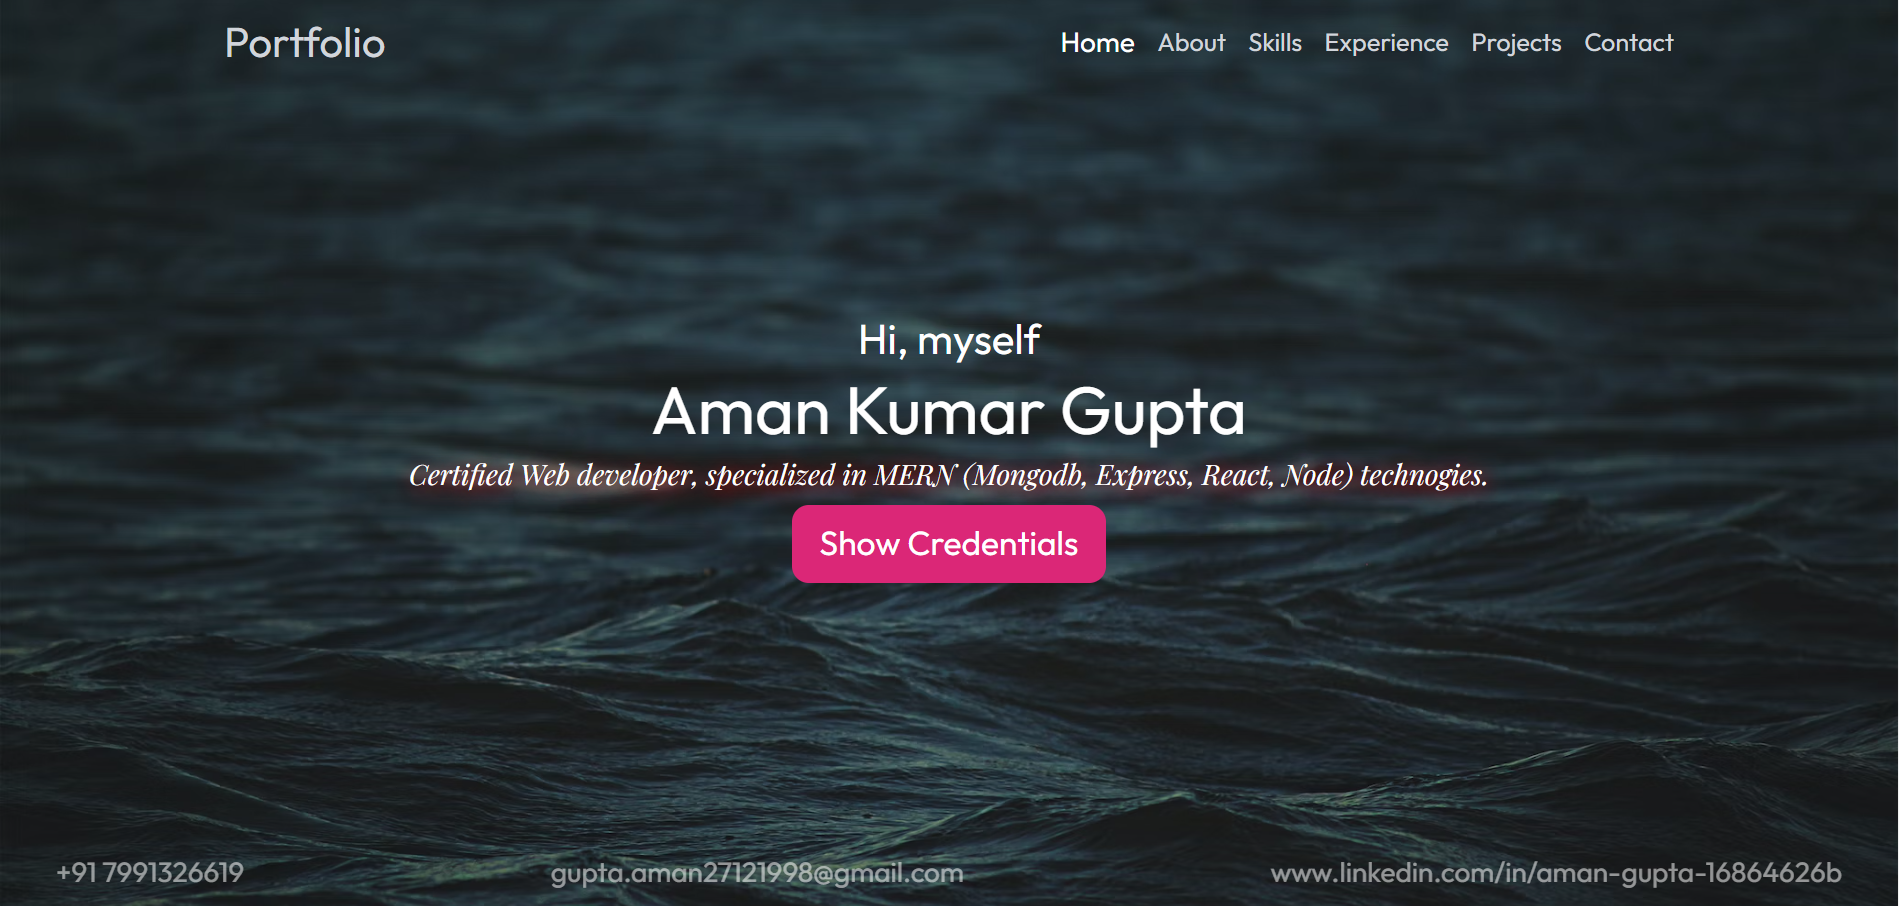 Portfolio
Home About Skills Experience Projects Contact
Hi, myself
Aman Kumar Gupta
Certified Web developer, specialized in MERN (Mongodb, Express, React, Node) technogies.
Show Credentials
+91 7991326619
gupta.aman27121998@gmail.com
www.linkedin.com/in/aman-gupta-16864626b